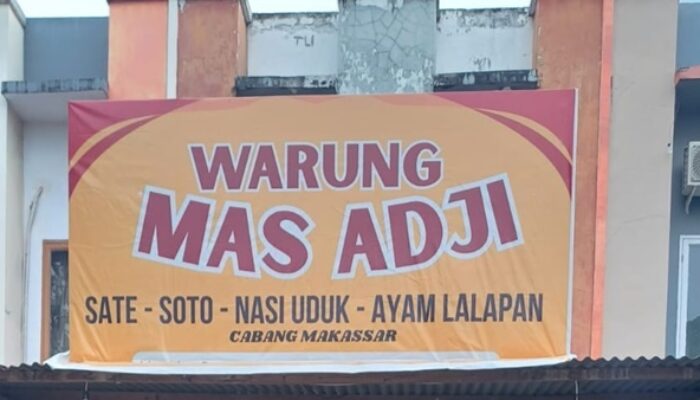 WARUNG
MAS ADJI
SATE - SOTO - NASI UDUK - AYAM LALAPAN
CABANG MAKASSAR